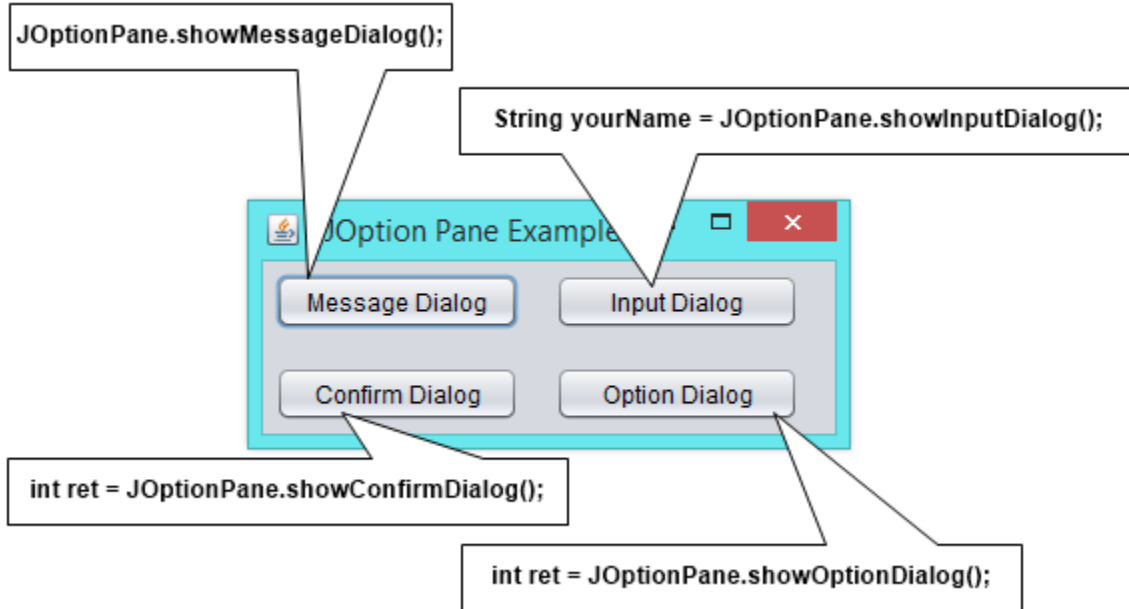 JOptionPane.showMessageDialog();
String yourName = JOptionPane.showInputDialog();
JOption Pane Example
Message Dialog
Input Dialog
Confirm Dialog
Option Dialog
int ret = JOptionPane.showConfirmDialog();
int ret = JOptionPane.showOptionDialog();